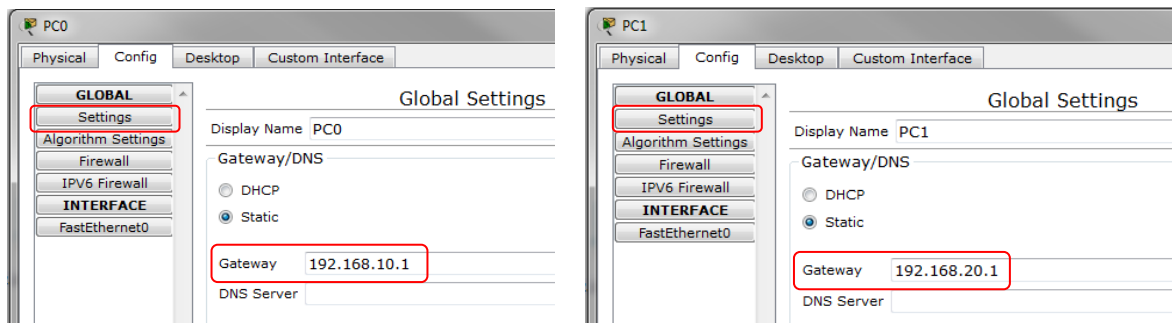 PC0
Physical Config Desktop Custom Interface
GLOBAL
Settings
Algorithm Settings
Firewall
IPV6 Firewall
INTERFACE
FastEthernet0
Global Settings
Display Name PC0
Gateway/DNS
DHCP
Static
Gateway 192.168.10.1
DNS Server
PC1
Physical Config Desktop Custom Interface
GLOBAL
Settings
Algorithm Settings
Firewall
IPV6 Firewall
INTERFACE
FastEthernet0
Global Settings
Display Name PC1
Gateway/DNS
DHCP
Static
Gateway 192.168.20.1
DNS Server